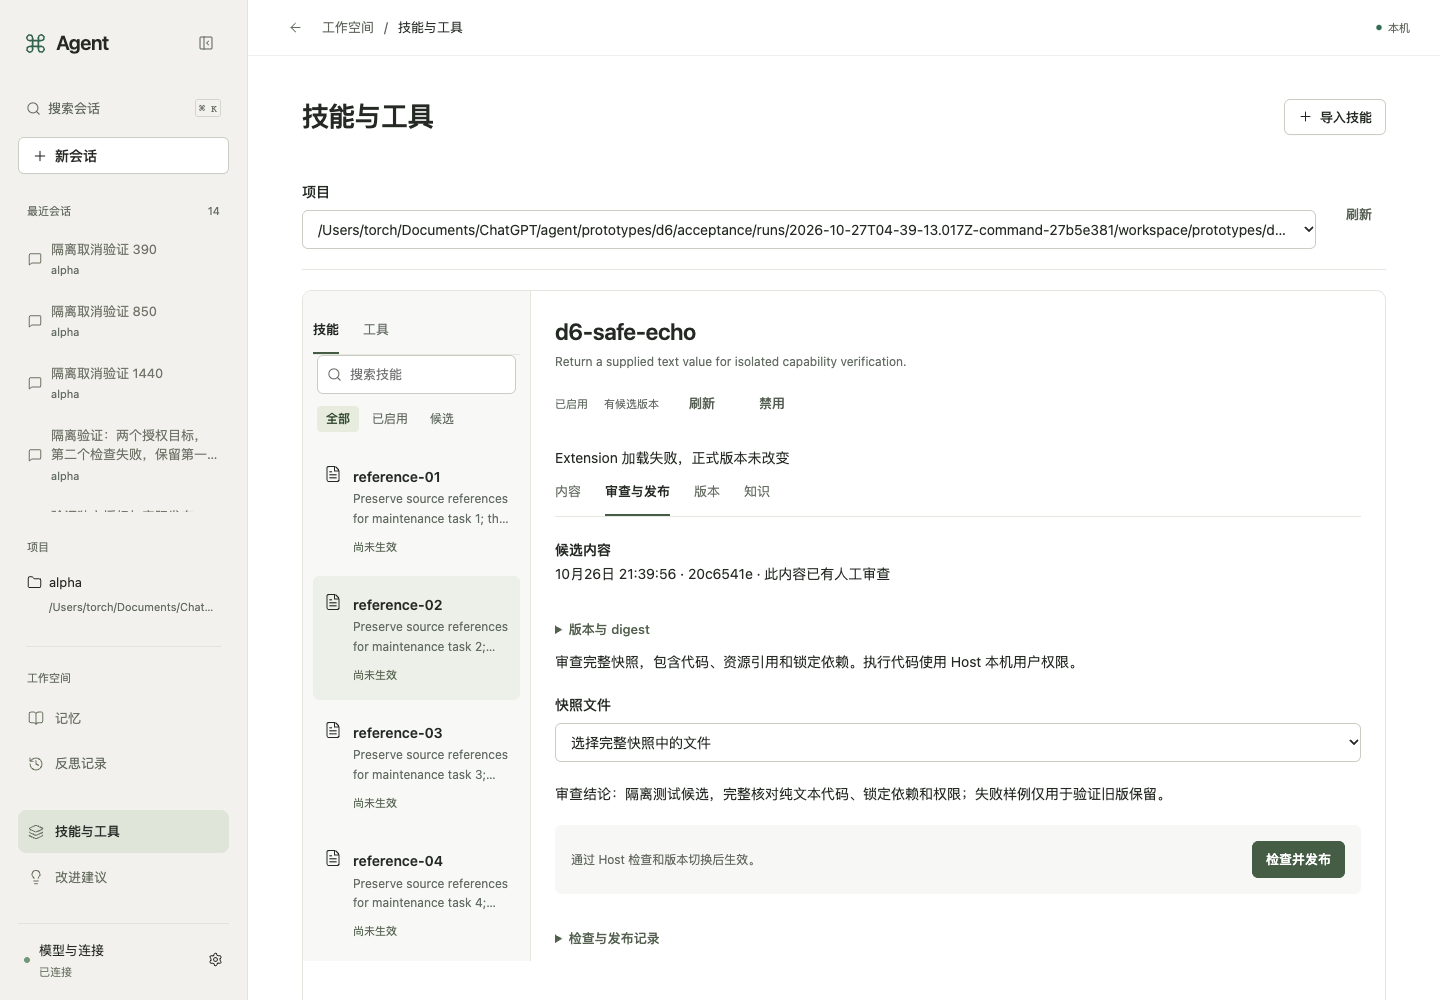 Agent
搜索会话
⌘ K
新会话
最近会话
14
隔离取消验证 390
alpha
隔离取消验证 850
alpha
隔离取消验证 1440
alpha
隔离验证：两个授权目标，
第二个检查失败，保留第一...
alpha
项目
alpha
/Users/torch/Documents/Chat...
工作空间
记忆
反思记录
技能与工具
改进建议
模型与连接
已连接
工作空间 / 技能与工具
本机
技能与工具
导入技能
项目
/Users/torch/Documents/ChatGPT/agent/prototypes/d6/acceptance/runs/2026-10-27T04-39-13.017Z-command-27b5e381/workspace/prototypes/d...
刷新
技能
工具
搜索技能
全部
已启用
候选
reference-01
Preserve source references
for maintenance task 1; th...
尚未生效
reference-02
Preserve source references
for maintenance task 2;...
尚未生效
reference-03
Preserve source references
for maintenance task 3;...
尚未生效
reference-04
Preserve source references
for maintenance task 4;...
尚未生效
d6-safe-echo
Return a supplied text value for isolated capability verification.
已启用
有候选版本
刷新
禁用
Extension 加载失败，正式版本未改变
内容
审查与发布
版本
知识
候选内容
10月26日 21:39:56 · 20c6541e · 此内容已有人工审查
版本与 digest
审查完整快照，包含代码、资源引用和锁定依赖。执行代码使用 Host 本机用户权限。
快照文件
选择完整快照中的文件
审查结论：隔离测试候选，完整核对纯文本代码、锁定依赖和权限；失败样例仅用于验证旧版保留。
通过 Host 检查和版本切换后生效。
检查并发布
检查与发布记录